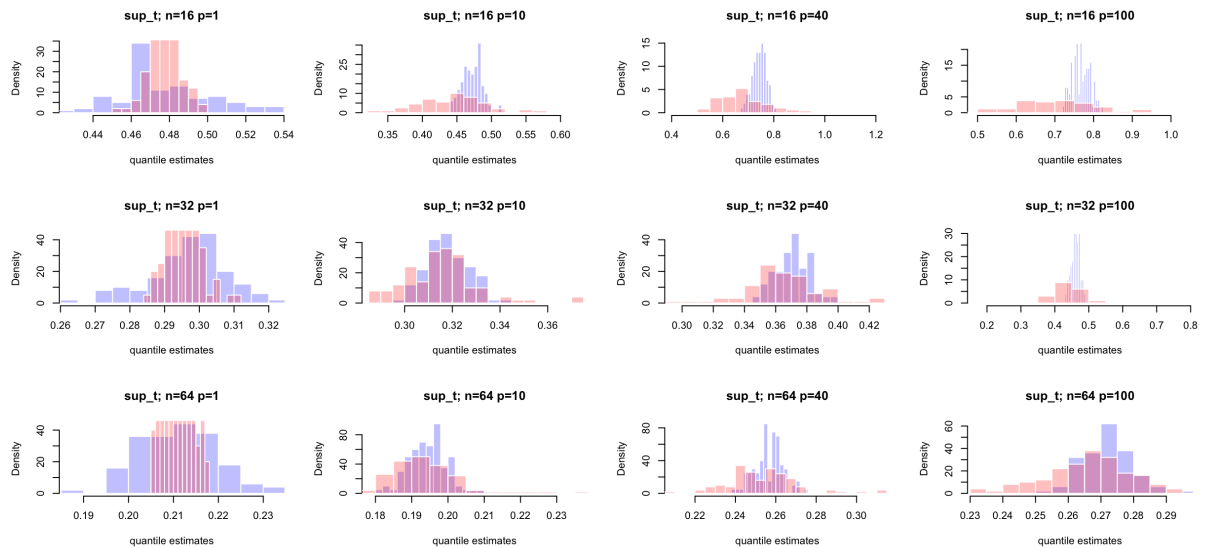 sup_t; n=16 p=1
sup_t; n=16 p=10
sup_t; n=16 p=40
sup_t; n=16 p=100
Density
0 10 20 30
0.44 0.46 0.48 0.50 0.52 0.54
quantile estimates
Density
0 10 25
0.35 0.40 0.45 0.50 0.55 0.60
quantile estimates
Density
0 5 10 15
0.4 0.6 0.8 1.0 1.2
quantile estimates
Density
0 5 15
0.5 0.6 0.7 0.8 0.9 1.0
quantile estimates
sup_t; n=32 p=1
sup_t; n=32 p=10
sup_t; n=32 p=40
sup_t; n=32 p=100
Density
0 20 40
0.26 0.27 0.28 0.29 0.30 0.31 0.32
quantile estimates
Density
0 20 40
0.30 0.32 0.34 0.36
quantile estimates
Density
0 20 40
0.30 0.32 0.34 0.36 0.38 0.40 0.42
quantile estimates
Density
0 10 20 30
0.2 0.3 0.4 0.5 0.6 0.7 0.8
quantile estimates
sup_t; n=64 p=1
sup_t; n=64 p=10
sup_t; n=64 p=40
sup_t; n=64 p=100
Density
0 20 40
0.19 0.20 0.21 0.22 0.23
quantile estimates
Density
0 40 80
0.18 0.19 0.20 0.21 0.22 0.23
quantile estimates
Density
0 40 80
0.22 0.24 0.26 0.28 0.30
quantile estimates
Density
0 20 40 60
0.23 0.24 0.25 0.26 0.27 0.28 0.29
quantile estimates